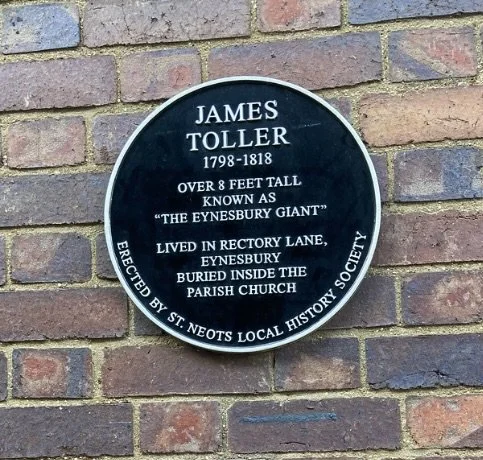 JAMES
TOLLER
1798-1818
OVER 8 FEET TALL
KNOWN AS
"THE EYNESBURY GIANT"
LIVED IN RECTORY LANE,
EYNESBURY
BURIED INSIDE THE
PARISH CHURCH
ERECTED BY ST. NEOTS LOCAL HISTORY SOCIETY